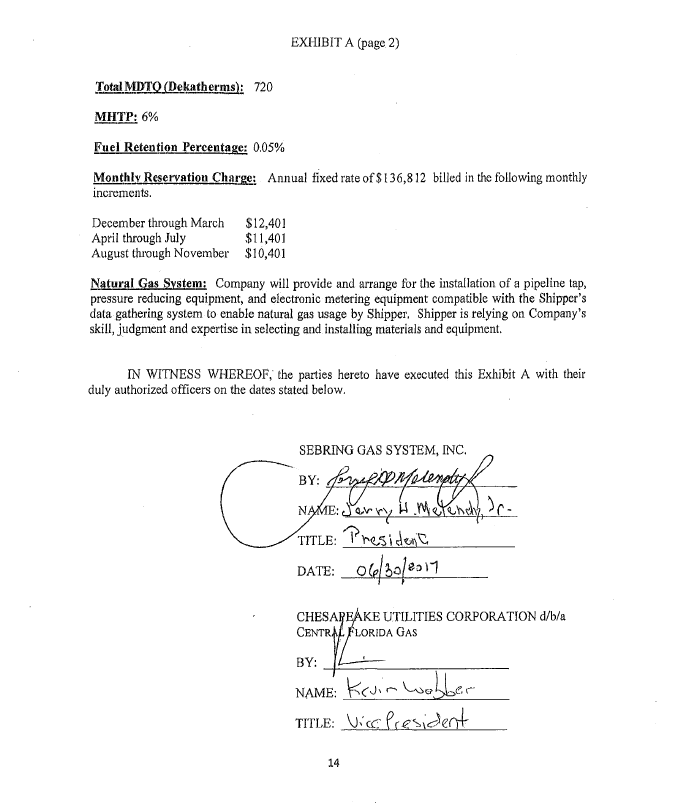 EXHIBIT A (page 2)
Total MDTQ (Dekatherms): 720
MHTP: 6%
Fuel Retention Percentage: 0.05%
Monthly Reservation Charge: Annual fixed rate of $136,812 billed in the following monthly
increments.
December through March $12,401
April through July $11,401
August through November $10,401
Natural Gas System: Company will provide and arrange for the installation of a pipeline tap,
pressure reducing equipment, and electronic metering equipment compatible with the Shipper's
data gathering system to enable natural gas usage by Shipper. Shipper is relying on Company's
skill, judgment and expertise in selecting and installing materials and equipment.
IN WITNESS WHEREOF, the parties hereto have executed this Exhibit A with their
duly authorized officers on the dates stated below.
SEBRING GAS SYSTEM, INC.
BY:
NAME: Jerry H. Melendy, Jr.
TITLE: President
DATE: 06/30/2017
CHESAPEAKE UTILITIES CORPORATION d/b/a
CENTRAL FLORIDA GAS
BY:
NAME: Kevin Webber
TITLE: Vice President
14